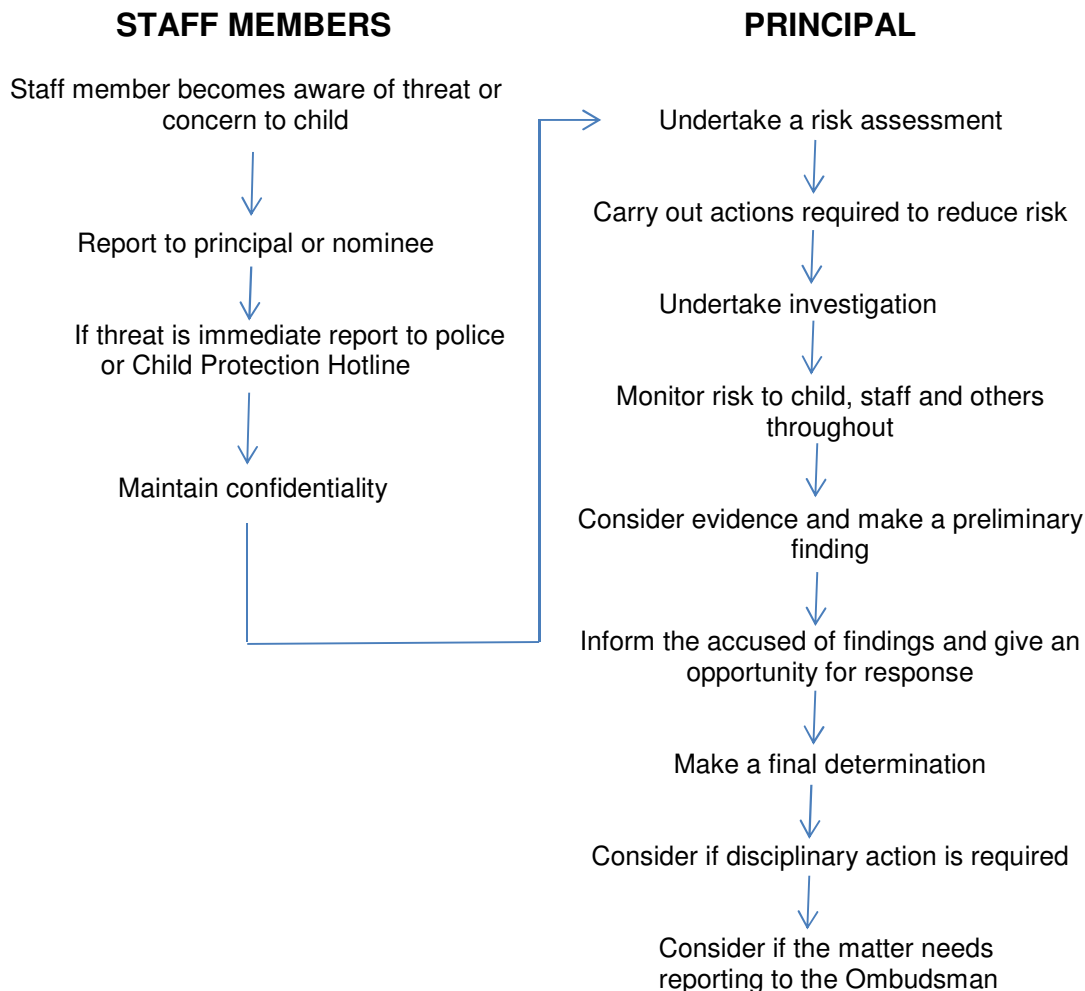 STAFF MEMBERS
Staff member becomes aware of threat or
concern to child
Report to principal or nominee
If threat is immediate report to police
or Child Protection Hotline
Maintain confidentiality
PRINCIPAL
Undertake a risk assessment
Carry out actions required to reduce risk
Undertake investigation
Monitor risk to child, staff and others
throughout
Consider evidence and make a preliminary
finding
Inform the accused of findings and give an
opportunity for response
Make a final determination
Consider if disciplinary action is required
Consider if the matter needs
reporting to the Ombudsman